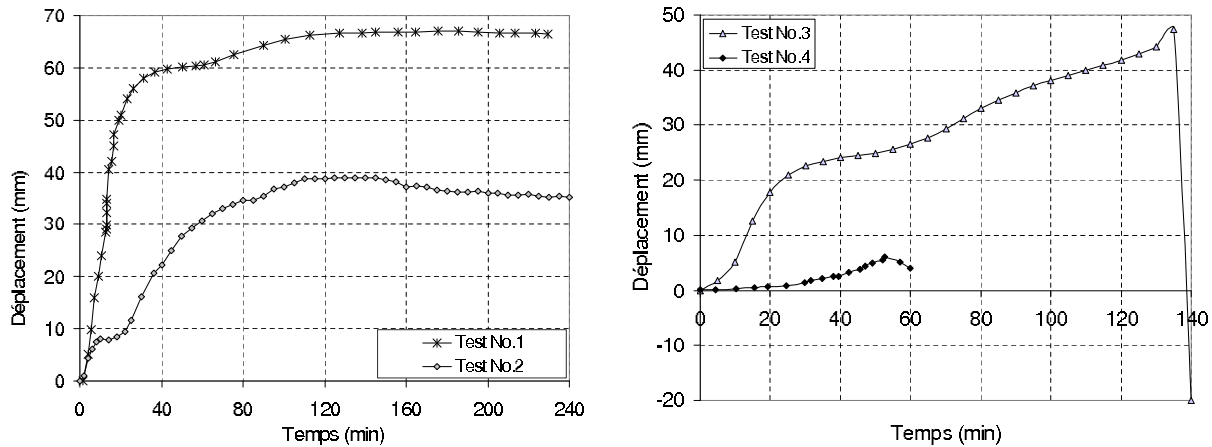 70
60
50
40
30
20
10
0
Déplacement (mm)
0 40 80 120 160 200 240
Temps (min)
Test No.1
Test No.2
50
40
30
20
10
0
-10
-20
Déplacement (mm)
0 20 40 60 80 100 120 140
Temps (min)
Test No.3
Test No.4